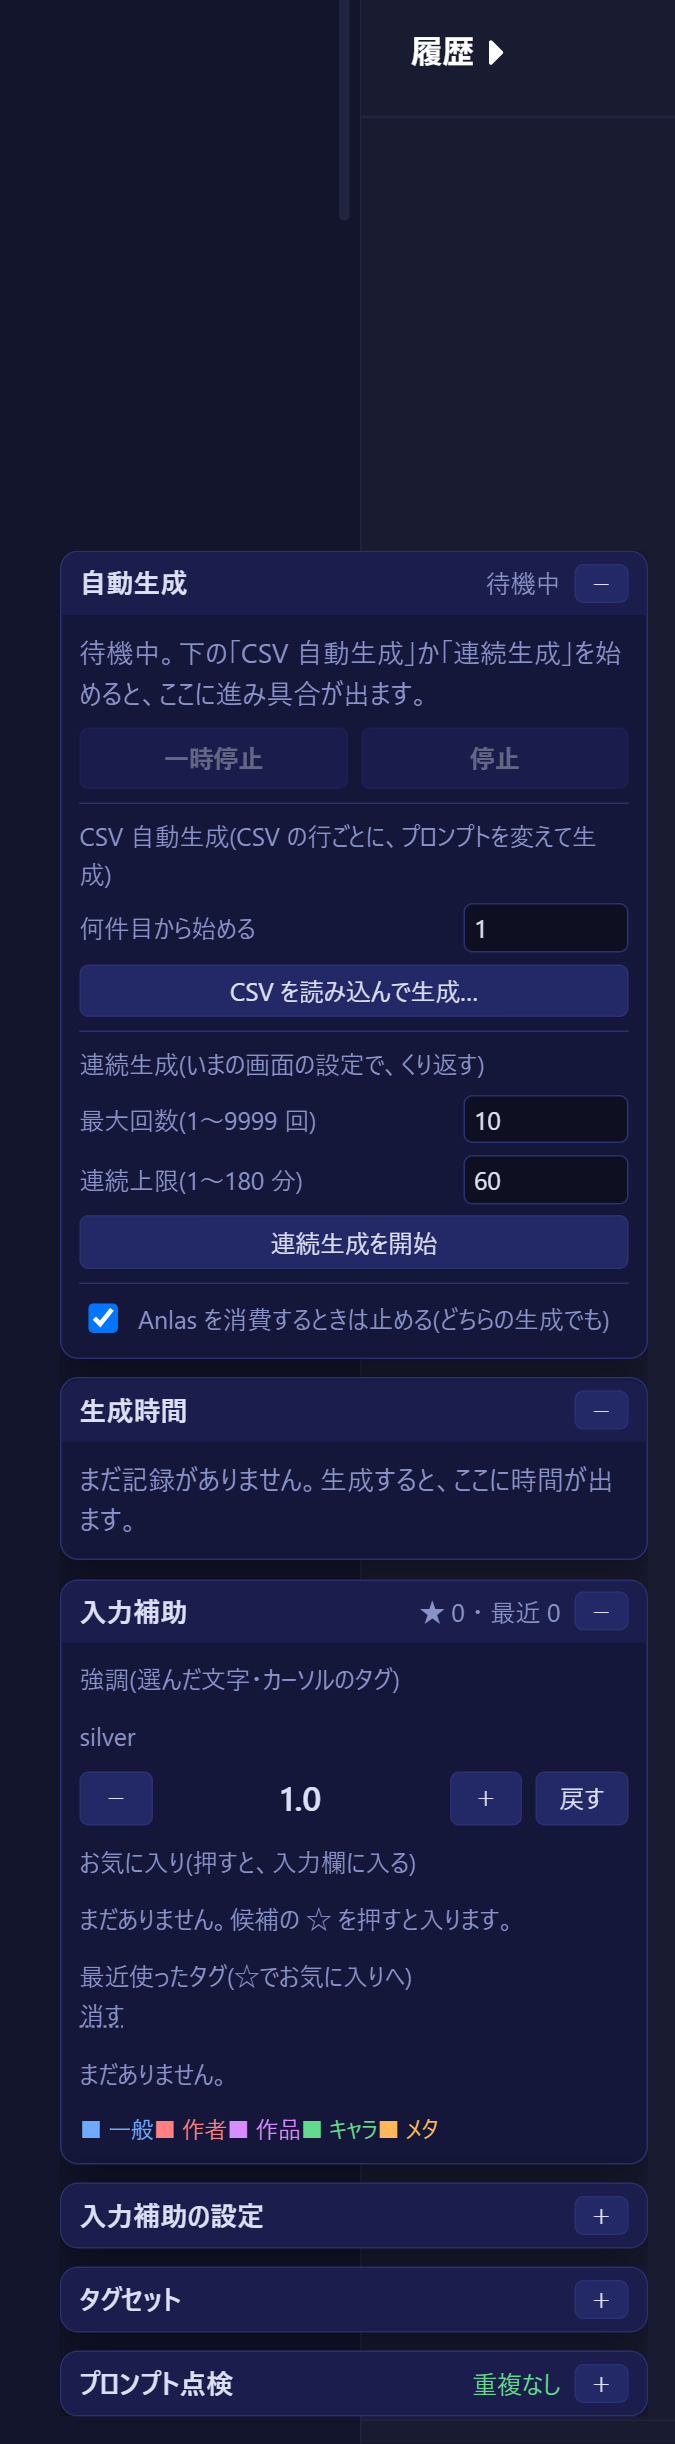 履歴
自動生成 待機中 −
待機中。下の「CSV 自動生成」か「連続生成」を始
めると、ここに進み具合が出ます。
一時停止 停止
CSV 自動生成(CSV の行ごとに、プロンプトを変えて生
成)
何件目から始める 1
CSV を読み込んで生成…
連続生成(いまの画面の設定で、くり返す)
最大回数(1〜9999 回) 10
連続上限(1〜180 分) 60
連続生成を開始
Anlas を消費するときは止める(どちらの生成でも)
生成時間 −
まだ記録がありません。生成すると、ここに時間が出
ます。
入力補助 ★ 0・最近 0 −
強調(選んだ文字・カーソルのタグ)
silver
− 1.0 + 戻す
お気に入り(押すと、入力欄に入る)
まだありません。候補の ☆ を押すと入ります。
最近使ったタグ(☆でお気に入りへ)
消す
まだありません。
■ 一般■ 作者■ 作品■ キャラ■ メタ
入力補助の設定 +
タグセット +
プロンプト点検 重複なし +